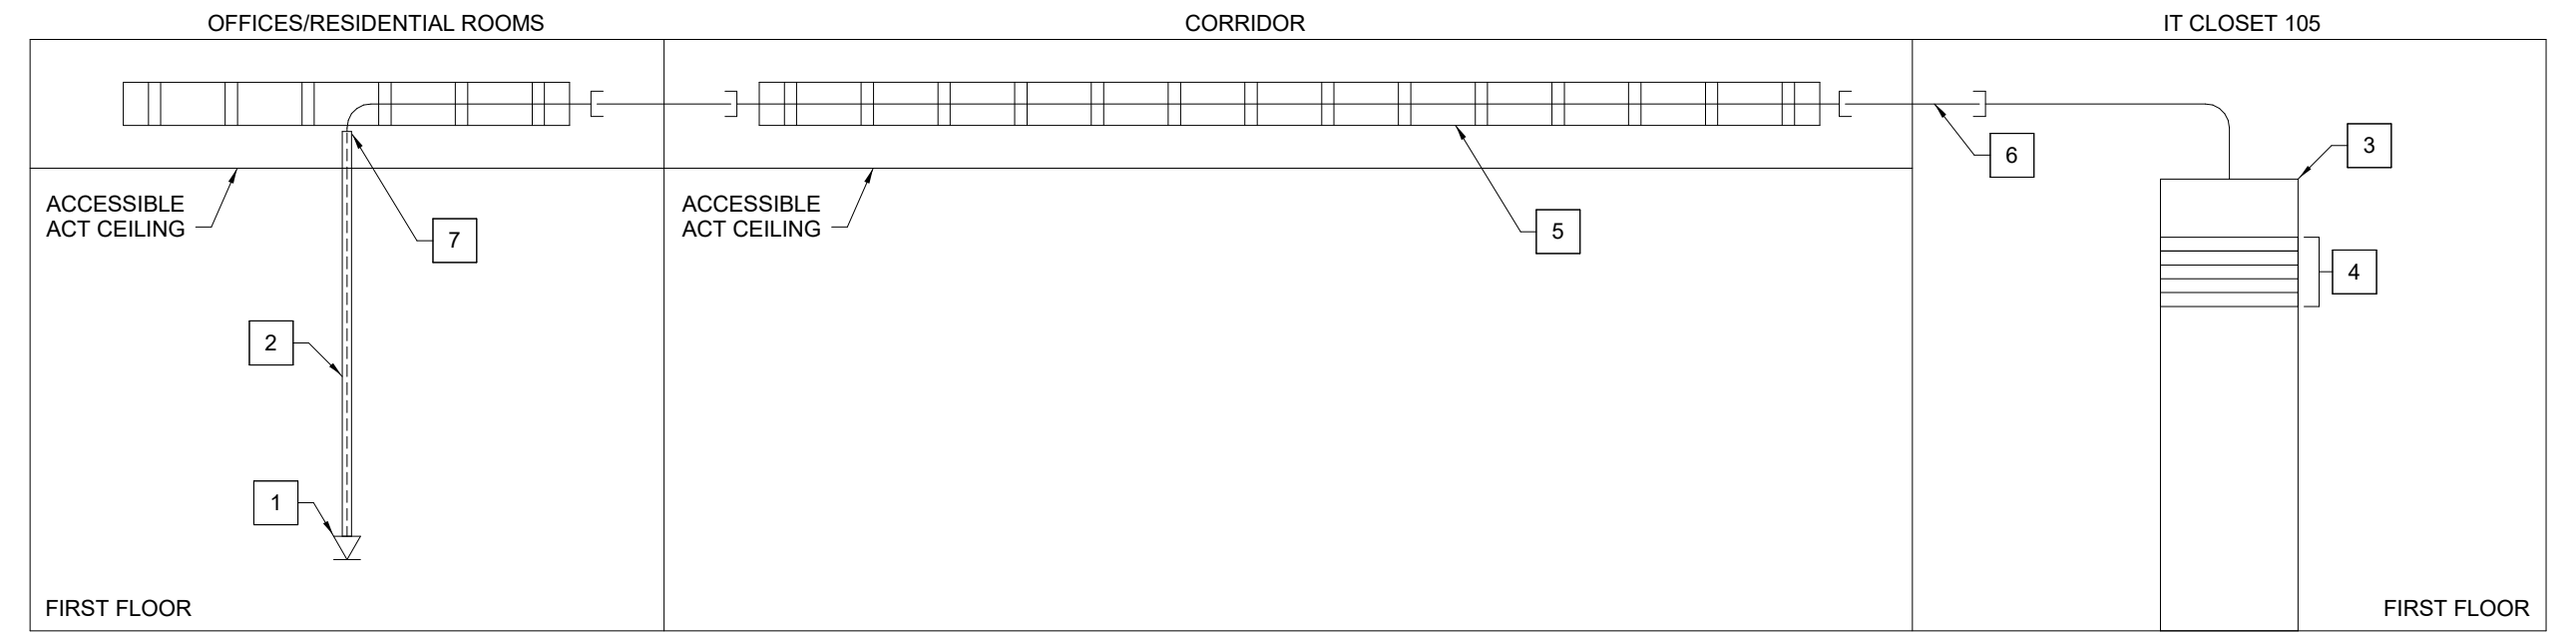 OFFICES/RESIDENTIAL ROOMS
CORRIDOR
IT CLOSET 105
3
6
ACCESSIBLE
ACT CEILING
7
ACCESSIBLE
ACT CEILING
5
4
2
1
FIRST FLOOR
FIRST FLOOR